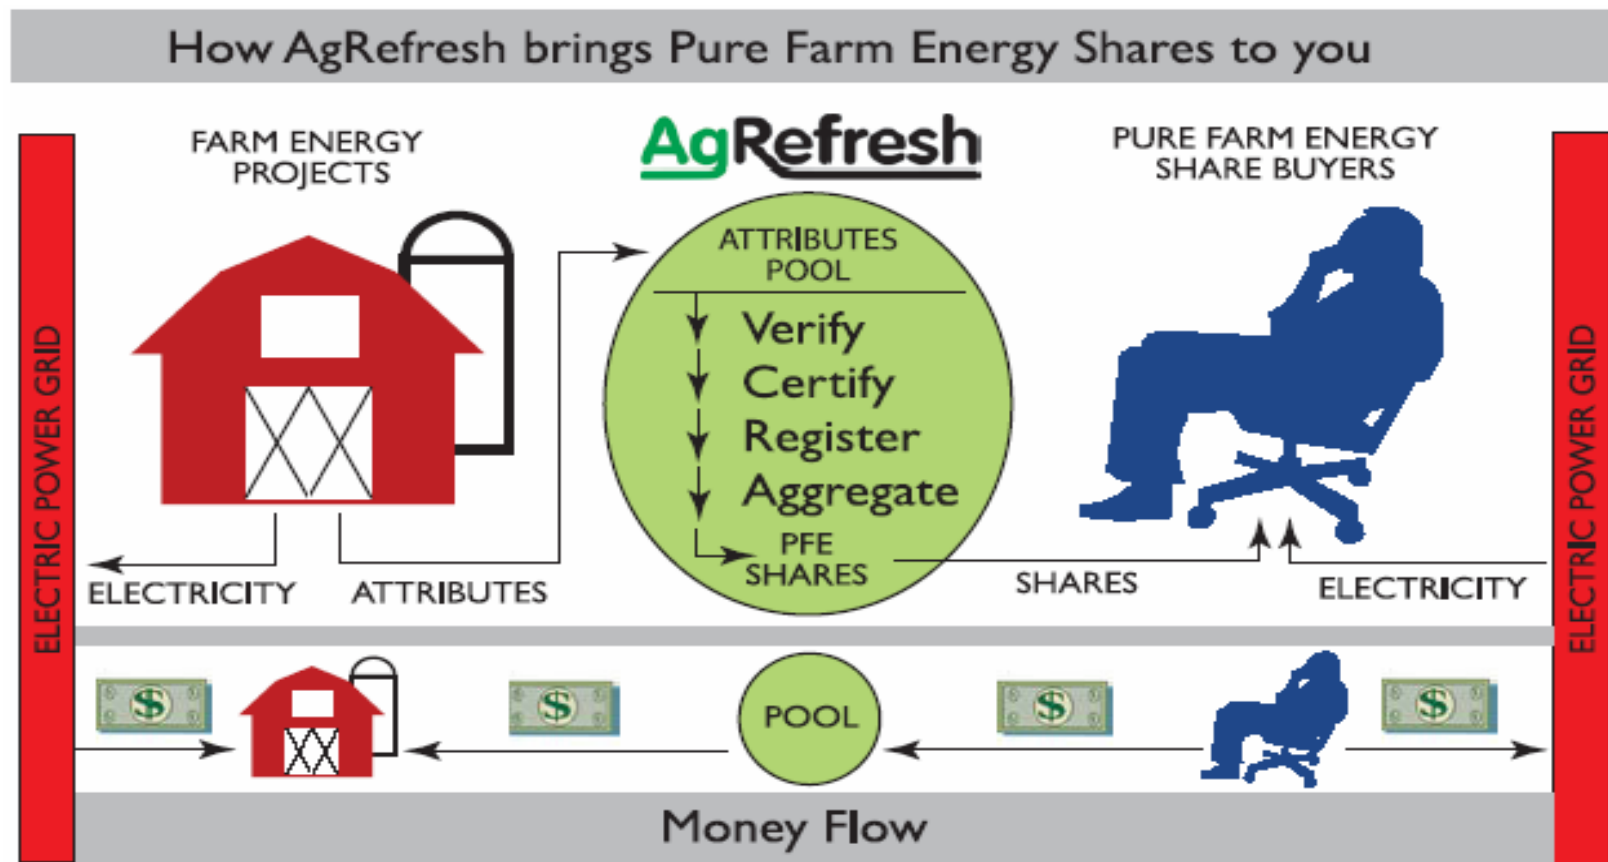 How AgRefresh brings Pure Farm Energy Shares to you
FARM ENERGY
PROJECTS
AgRefresh
PURE FARM ENERGY
SHARE BUYERS
ATTRIBUTES
POOL
Verify
Certify
Register
Aggregate
PFE
SHARES
ELECTRICITY
ATTRIBUTES
SHARES
ELECTRICITY
ELECTRIC POWER GRID
ELECTRIC POWER GRID
$
$
POOL
$
$
Money Flow